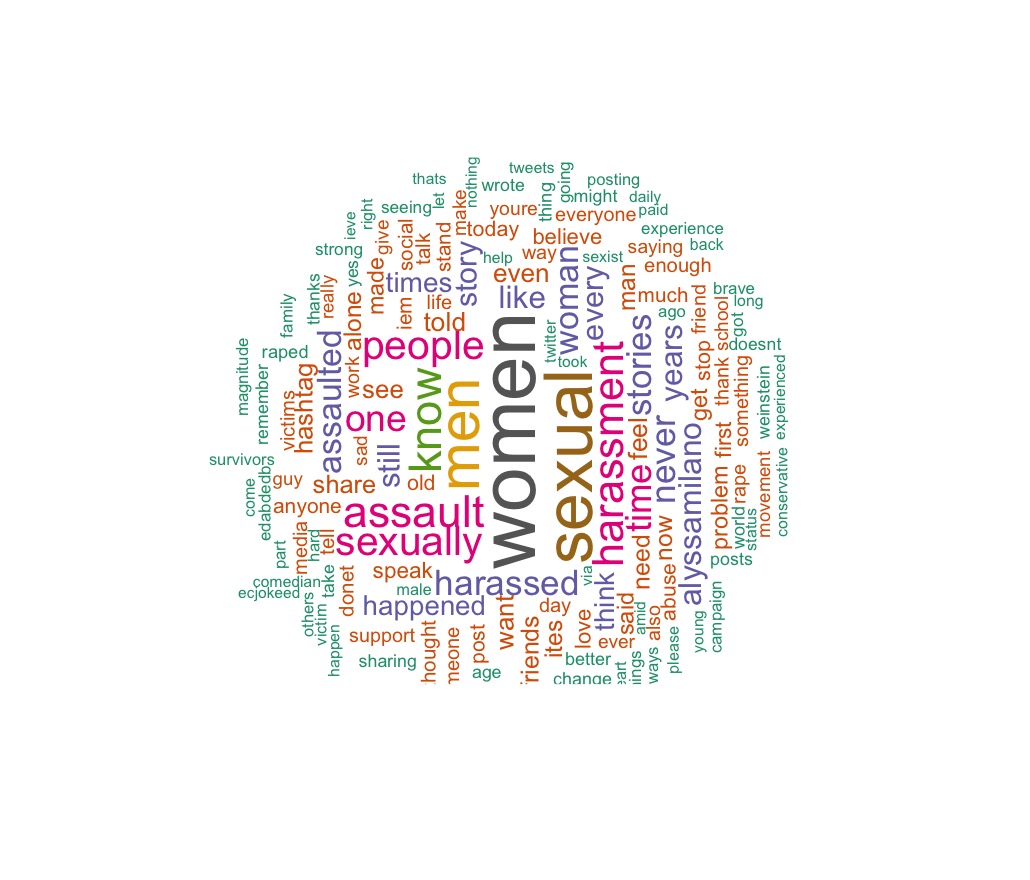 women
sexual
men
know
people
one
assault
sexually
harassment
time
harassed
happened
assaulted
still
times
story
like
woman
every
stories
years
never
alyssamilano
think
told
see
share
hashtag
even
believe
way
today
youre
everyone
saying
enough
man
much
friend
stop
get
thank
school
something
first
problem
rape
movement
feel
need
now
abuse
said
also
ever
love
day
want
ites
riends
post
meone
hought
support
speak
donet
tell
media
anyone
guy
old
sad
victims
work
alone
really
made
give
social
talk
stand
make
life
iem
thats
let
nothing
wrote
tweets
going
thing
might
posting
daily
paid
experience
back
seeing
right
ieve
strong
yes
thanks
family
raped
magnitude
remember
survivors
come
edabdedb
part
hard
comedian
ecjokeed
take
others
victim
happen
sharing
male
age
better
change
eart
ings
ways
amid
please
young
campaign
posts
status
world
conservative
experienced
weinstein
doesnt
got
long
brave
ago
help
sexist
twitter
took
via